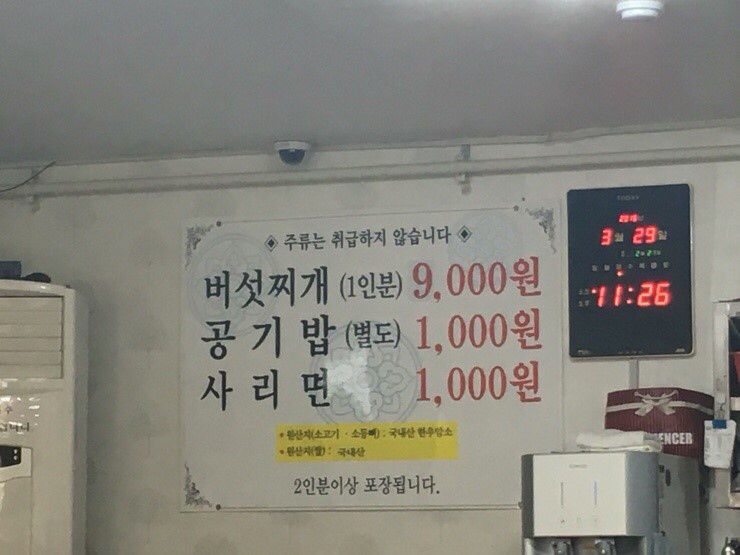 ◈ 주류는 취급하지 않습니다 ◈
버섯찌개 (1인분) 9,000원
공기밥 (별도) 1,000원
사리면 1,000원
* 원산지(소고기 · 소등뼈) : 국내산 한우암소
* 원산지(쌀) : 국내산
2인분이상 포장됩니다.
TODAY
3월 29일
11:26
ENCER